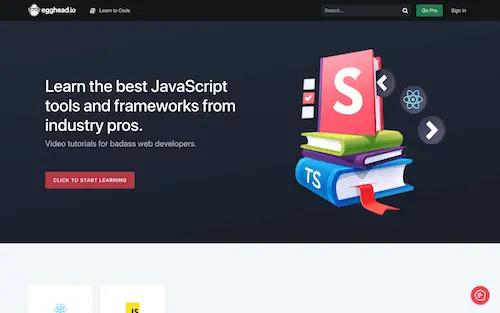 egghead.io
Learn to Code
Search...
Go Pro
Sign in
Learn the best JavaScript
tools and frameworks from
industry pros.
Video tutorials for badass web developers.
CLICK TO START LEARNING
S
TS
JS